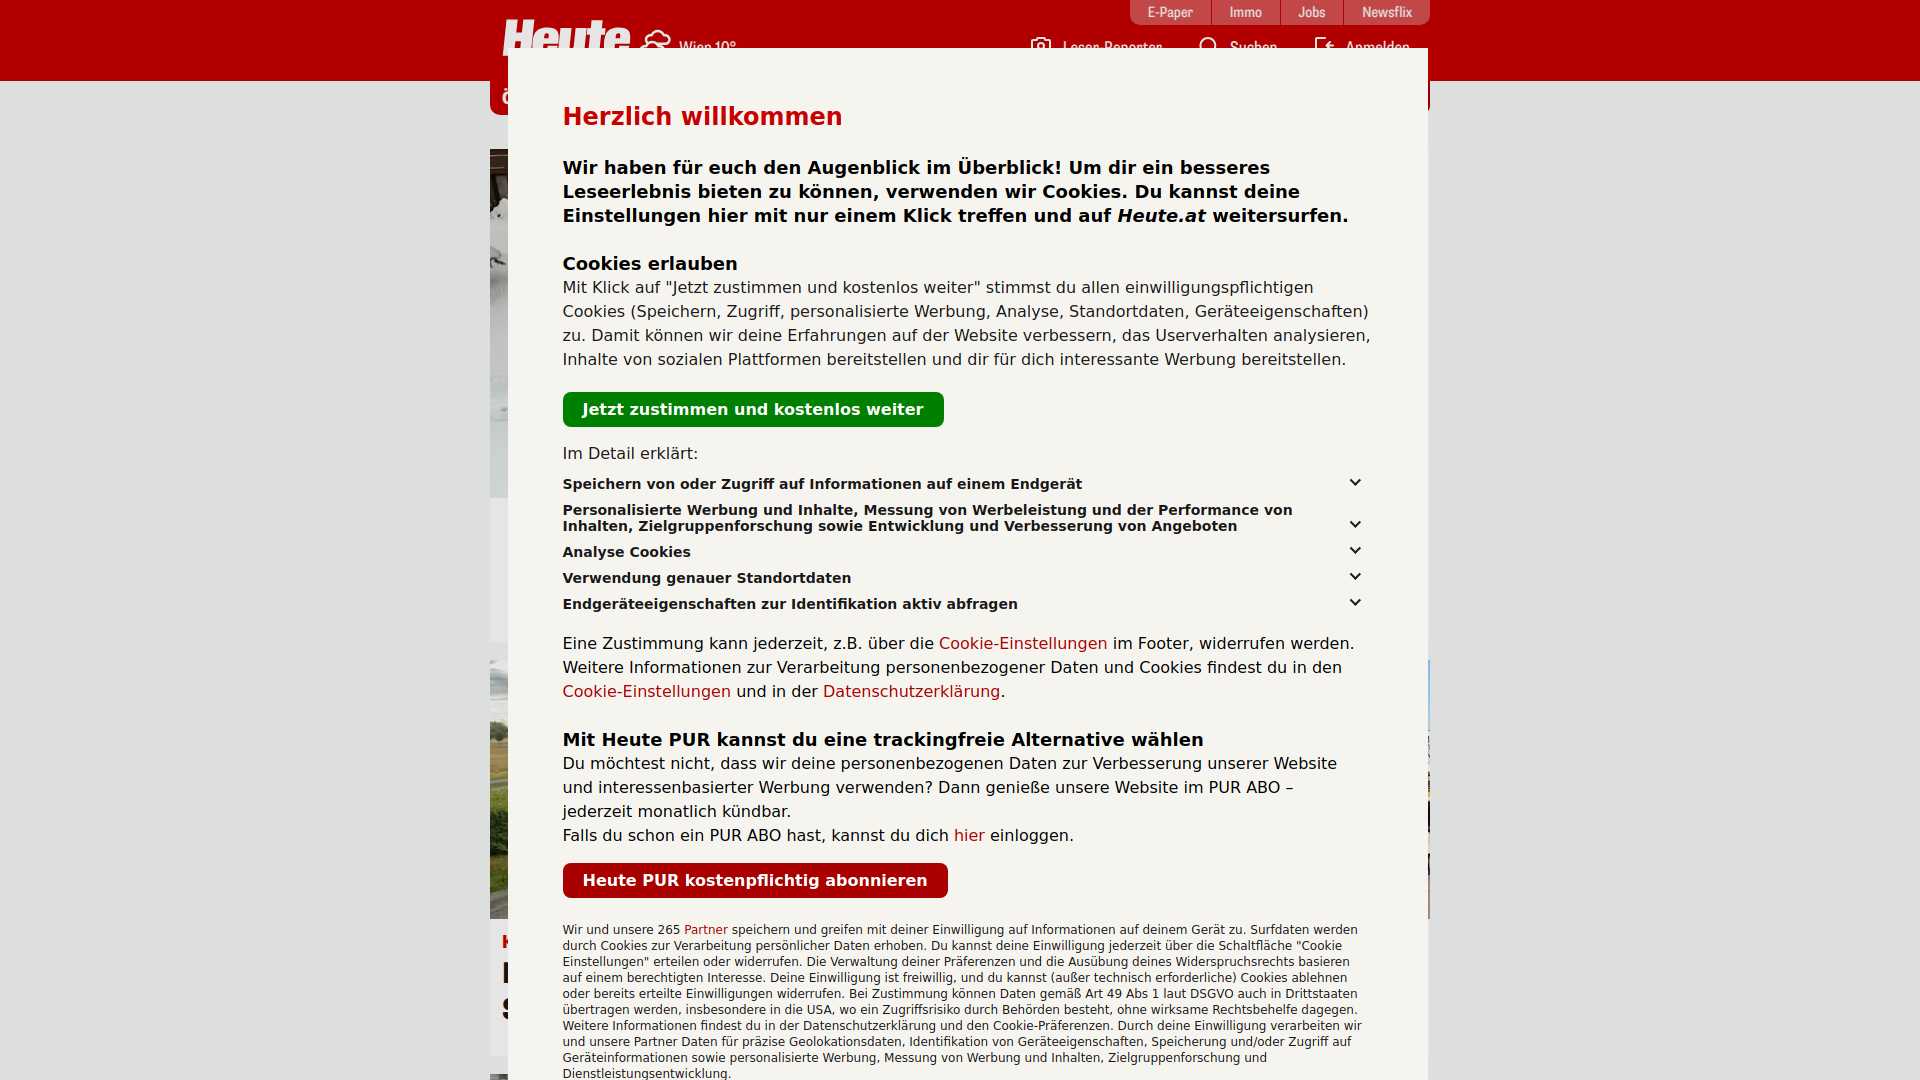 E-Paper
Immo
Jobs
Newsflix
Heute
Wien 10°
Leser-Reporter
Suchen
Anmelden
Herzlich willkommen
Wir haben für euch den Augenblick im Überblick! Um dir ein besseres
Leseerlebnis bieten zu können, verwenden wir Cookies. Du kannst deine
Einstellungen hier mit nur einem Klick treffen und auf Heute.at weitersurfen.
Cookies erlauben
Mit Klick auf "Jetzt zustimmen und kostenlos weiter" stimmst du allen einwilligungspflichtigen
Cookies (Speichern, Zugriff, personalisierte Werbung, Analyse, Standortdaten, Geräteeigenschaften)
zu. Damit können wir deine Erfahrungen auf der Website verbessern, das Userverhalten analysieren,
Inhalte von sozialen Plattformen bereitstellen und dir für dich interessante Werbung bereitstellen.
Jetzt zustimmen und kostenlos weiter
Im Detail erklärt:
Speichern von oder Zugriff auf Informationen auf einem Endgerät
Personalisierte Werbung und Inhalte, Messung von Werbeleistung und der Performance von
Inhalten, Zielgruppenforschung sowie Entwicklung und Verbesserung von Angeboten
Analyse Cookies
Verwendung genauer Standortdaten
Endgeräteeigenschaften zur Identifikation aktiv abfragen
Eine Zustimmung kann jederzeit, z.B. über die Cookie-Einstellungen im Footer, widerrufen werden.
Weitere Informationen zur Verarbeitung personenbezogener Daten und Cookies findest du in den
Cookie-Einstellungen und in der Datenschutzerklärung.
Mit Heute PUR kannst du eine trackingfreie Alternative wählen
Du möchtest nicht, dass wir deine personenbezogenen Daten zur Verbesserung unserer Website
und interessenbasierter Werbung verwenden? Dann genieße unsere Website im PUR ABO –
jederzeit monatlich kündbar.
Falls du schon ein PUR ABO hast, kannst du dich hier einloggen.
Heute PUR kostenpflichtig abonnieren
Wir und unsere 265 Partner speichern und greifen mit deiner Einwilligung auf Informationen auf deinem Gerät zu. Surfdaten werden
durch Cookies zur Verarbeitung persönlicher Daten erhoben. Du kannst deine Einwilligung jederzeit über die Schaltfläche "Cookie
Einstellungen" erteilen oder widerrufen. Die Verwaltung deiner Präferenzen und die Ausübung deines Widerspruchsrechts basieren
auf einem berechtigten Interesse. Deine Einwilligung ist freiwillig, und du kannst (außer technisch erforderliche) Cookies ablehnen
oder bereits erteilte Einwilligungen widerrufen. Bei Zustimmung können Daten gemäß Art 49 Abs 1 laut DSGVO auch in Drittstaaten
übertragen werden, insbesondere in die USA, wo ein Zugriffsrisiko durch Behörden besteht, ohne wirksame Rechtsbehelfe dagegen.
Weitere Informationen findest du in der Datenschutzerklärung und den Cookie-Präferenzen. Durch deine Einwilligung verarbeiten wir
und unsere Partner Daten für präzise Geolokationsdaten, Identifikation von Geräteeigenschaften, Speicherung und/oder Zugriff auf
Geräteinformationen sowie personalisierte Werbung, Messung von Werbung und Inhalten, Zielgruppenforschung und
Dienstleistungsentwicklung.